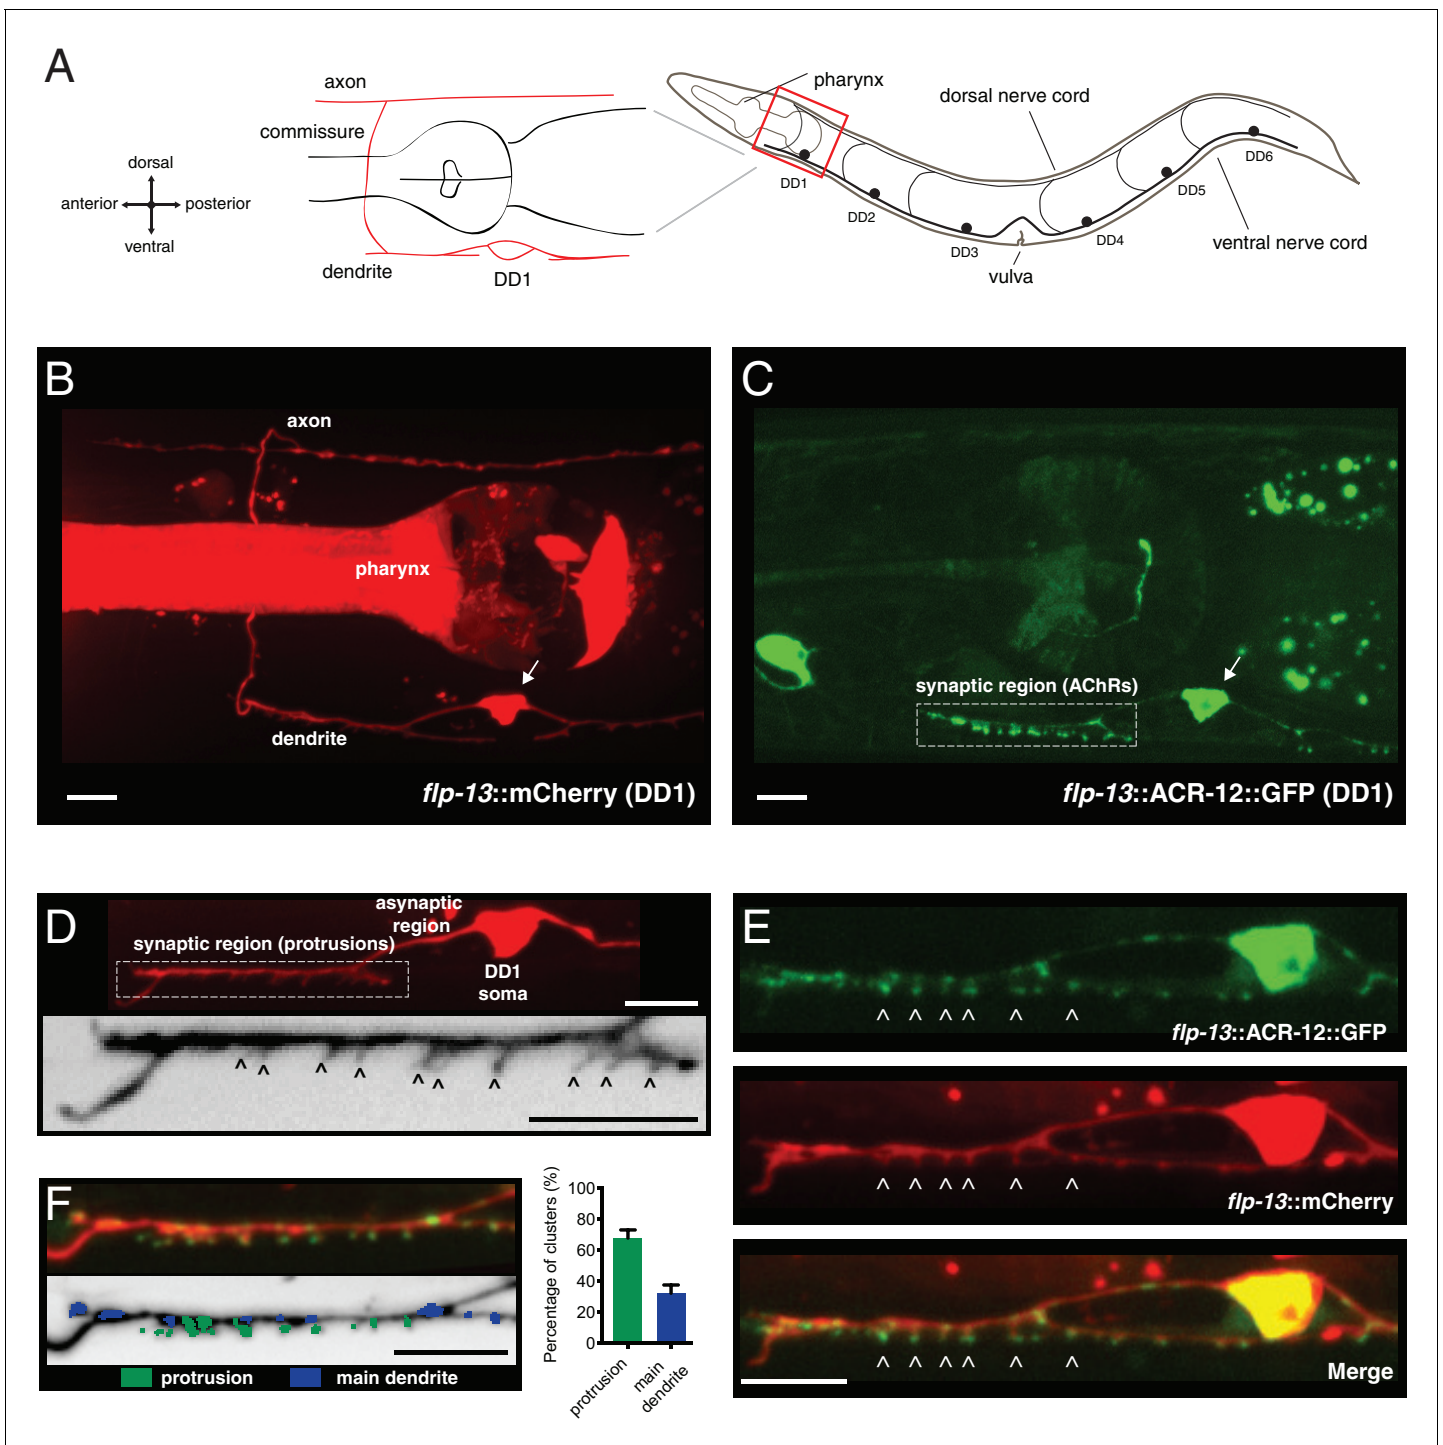 A
axon
commissure
dorsal
anterior
posterior
ventral
dendrite
DD1
pharynx
dorsal nerve cord
DD1
DD2
DD3
DD4
DD5
DD6
vulva
ventral nerve cord
B
axon
pharynx
dendrite
flp-13::mCherry (DD1)
C
synaptic region (AChRs)
flp-13::ACR-12::GFP (DD1)
D
asynaptic
region
synaptic region (protrusions)
DD1
soma
^ ^ ^ ^ ^ ^ ^ ^ ^ ^
E
^ ^ ^ ^ ^ ^
flp-13::ACR-12::GFP
^ ^ ^ ^ ^ ^
flp-13::mCherry
^ ^ ^ ^ ^ ^
Merge
F
protrusion
main dendrite
Percentage of clusters (%)
100
80
60
40
20
0
protrusion
main
dendrite